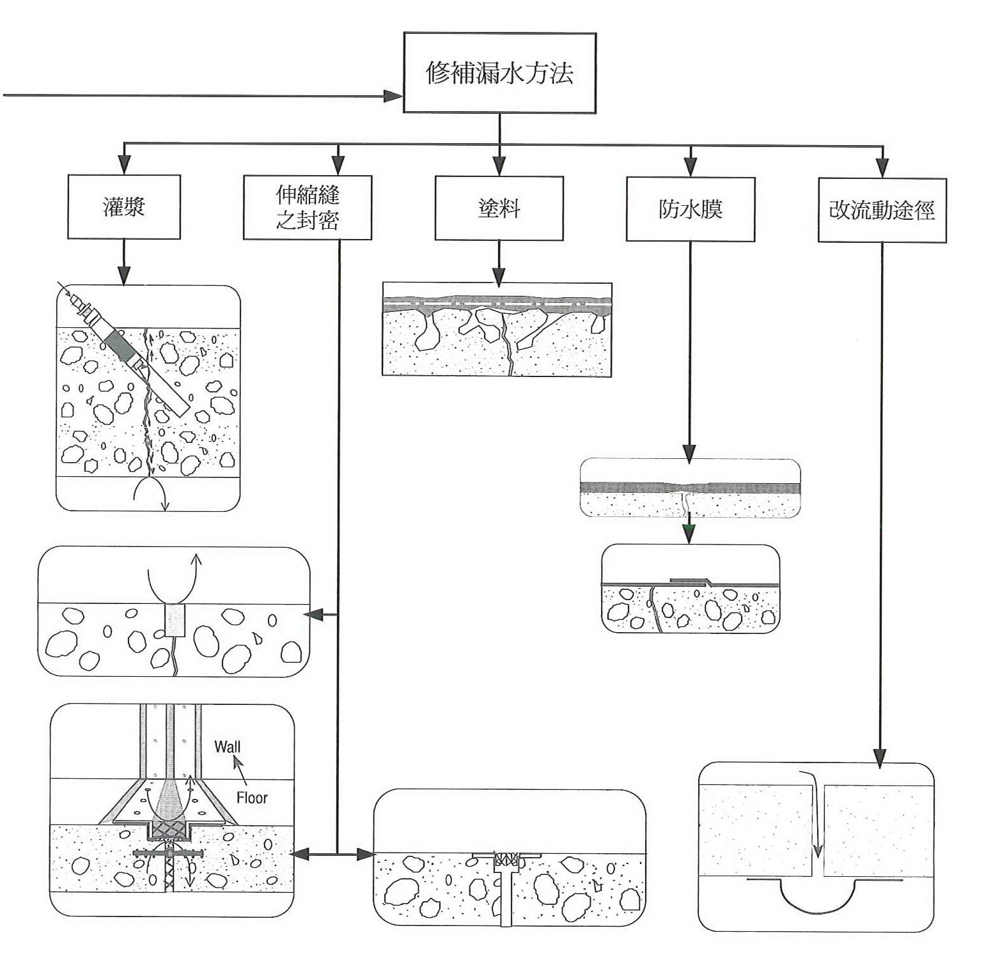 修補漏水方法
灌漿
伸縮縫
之封密
塗料
防水膜
改流動途徑
Wall
Floor